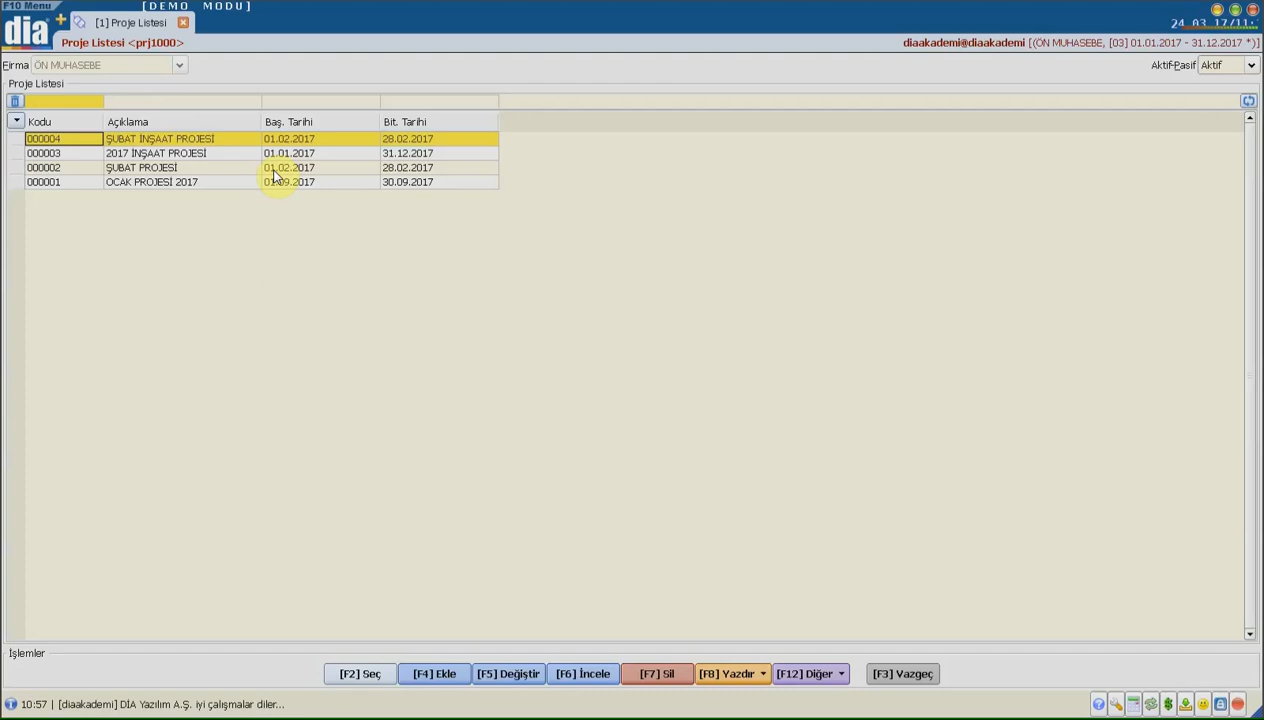 F10 Menu [DEMO MODU]
dia [1] Proje Listesi
24 03 17/11:
Proje Listesi <prj1000> diaakademi@diaakademi [(ÖN MUHASEBE, [03] 01.01.2017 - 31.12.2017 *)]
Firma ÖN MUHASEBE Aktif-Pasif Aktif
Proje Listesi
Kodu Açıklama Baş. Tarihi Bit. Tarihi
000004 ŞUBAT İNŞAAT PROJESİ 01.02.2017 28.02.2017
000003 2017 İNŞAAT PROJESİ 01.01.2017 31.12.2017
000002 ŞUBAT PROJESİ 01.02.2017 28.02.2017
000001 OCAK PROJESİ 2017 01.09.2017 30.09.2017
İşlemler
[F2] Seç [F4] Ekle [F5] Değiştir [F6] İncele [F7] Sil [F8] Yazdır [F12] Diğer [F3] Vazgeç
10:57 | [diaakademi] DİA Yazılım A.Ş. iyi çalışmalar diler...